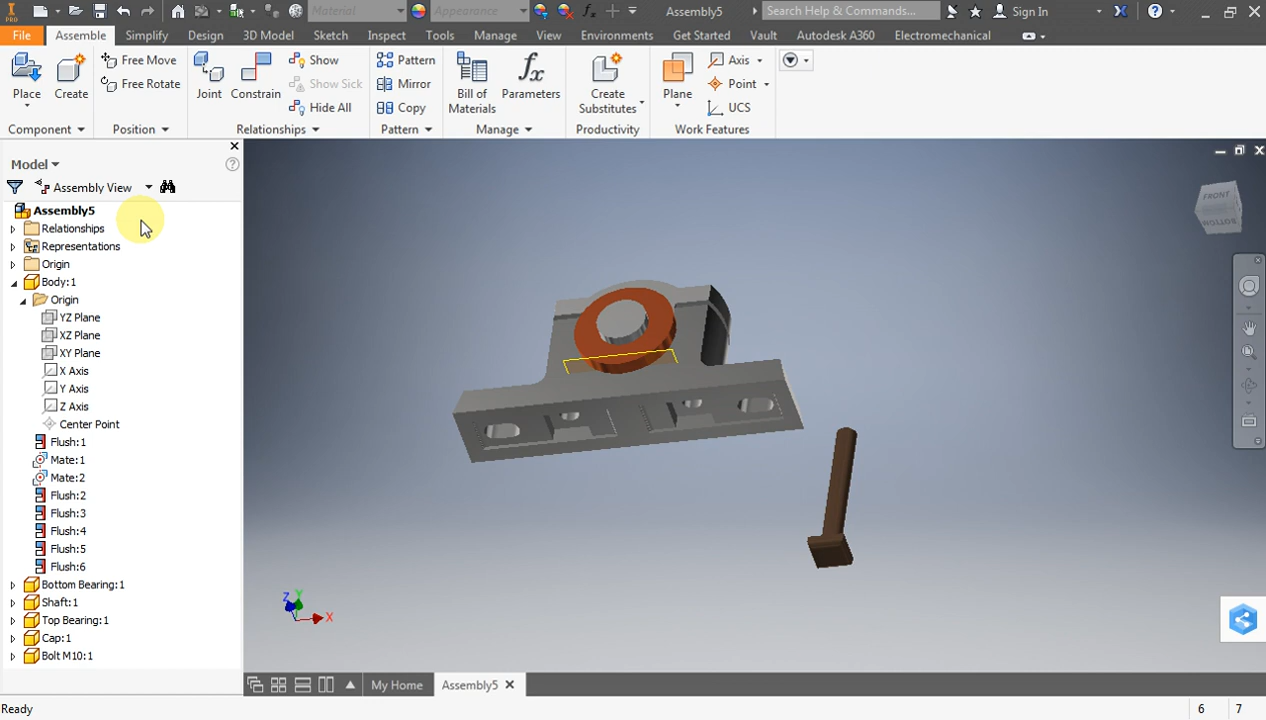 PRO
Material
Appearance
Assembly5
Search Help & Commands...
Sign In
File
Assemble
Simplify
Design
3D Model
Sketch
Inspect
Tools
Manage
View
Environments
Get Started
Vault
Autodesk A360
Electromechanical
Place
Create
Free Move
Free Rotate
Joint
Constrain
Show
Show Sick
Hide All
Pattern
Mirror
Copy
Bill of
Materials
Parameters
Create
Substitutes
Plane
Axis
Point
UCS
Component
Position
Relationships
Pattern
Manage
Productivity
Work Features
Model
Assembly View
Assembly5
Relationships
Representations
Origin
Body:1
Origin
YZ Plane
XZ Plane
XY Plane
X Axis
Y Axis
Z Axis
Center Point
Flush:1
Mate:1
Mate:2
Flush:2
Flush:3
Flush:4
Flush:5
Flush:6
Bottom Bearing:1
Shaft:1
Top Bearing:1
Cap:1
Bolt M10:1
FRONT
BOTTOM
Z
Y
X
My Home
Assembly5
Ready
6
7